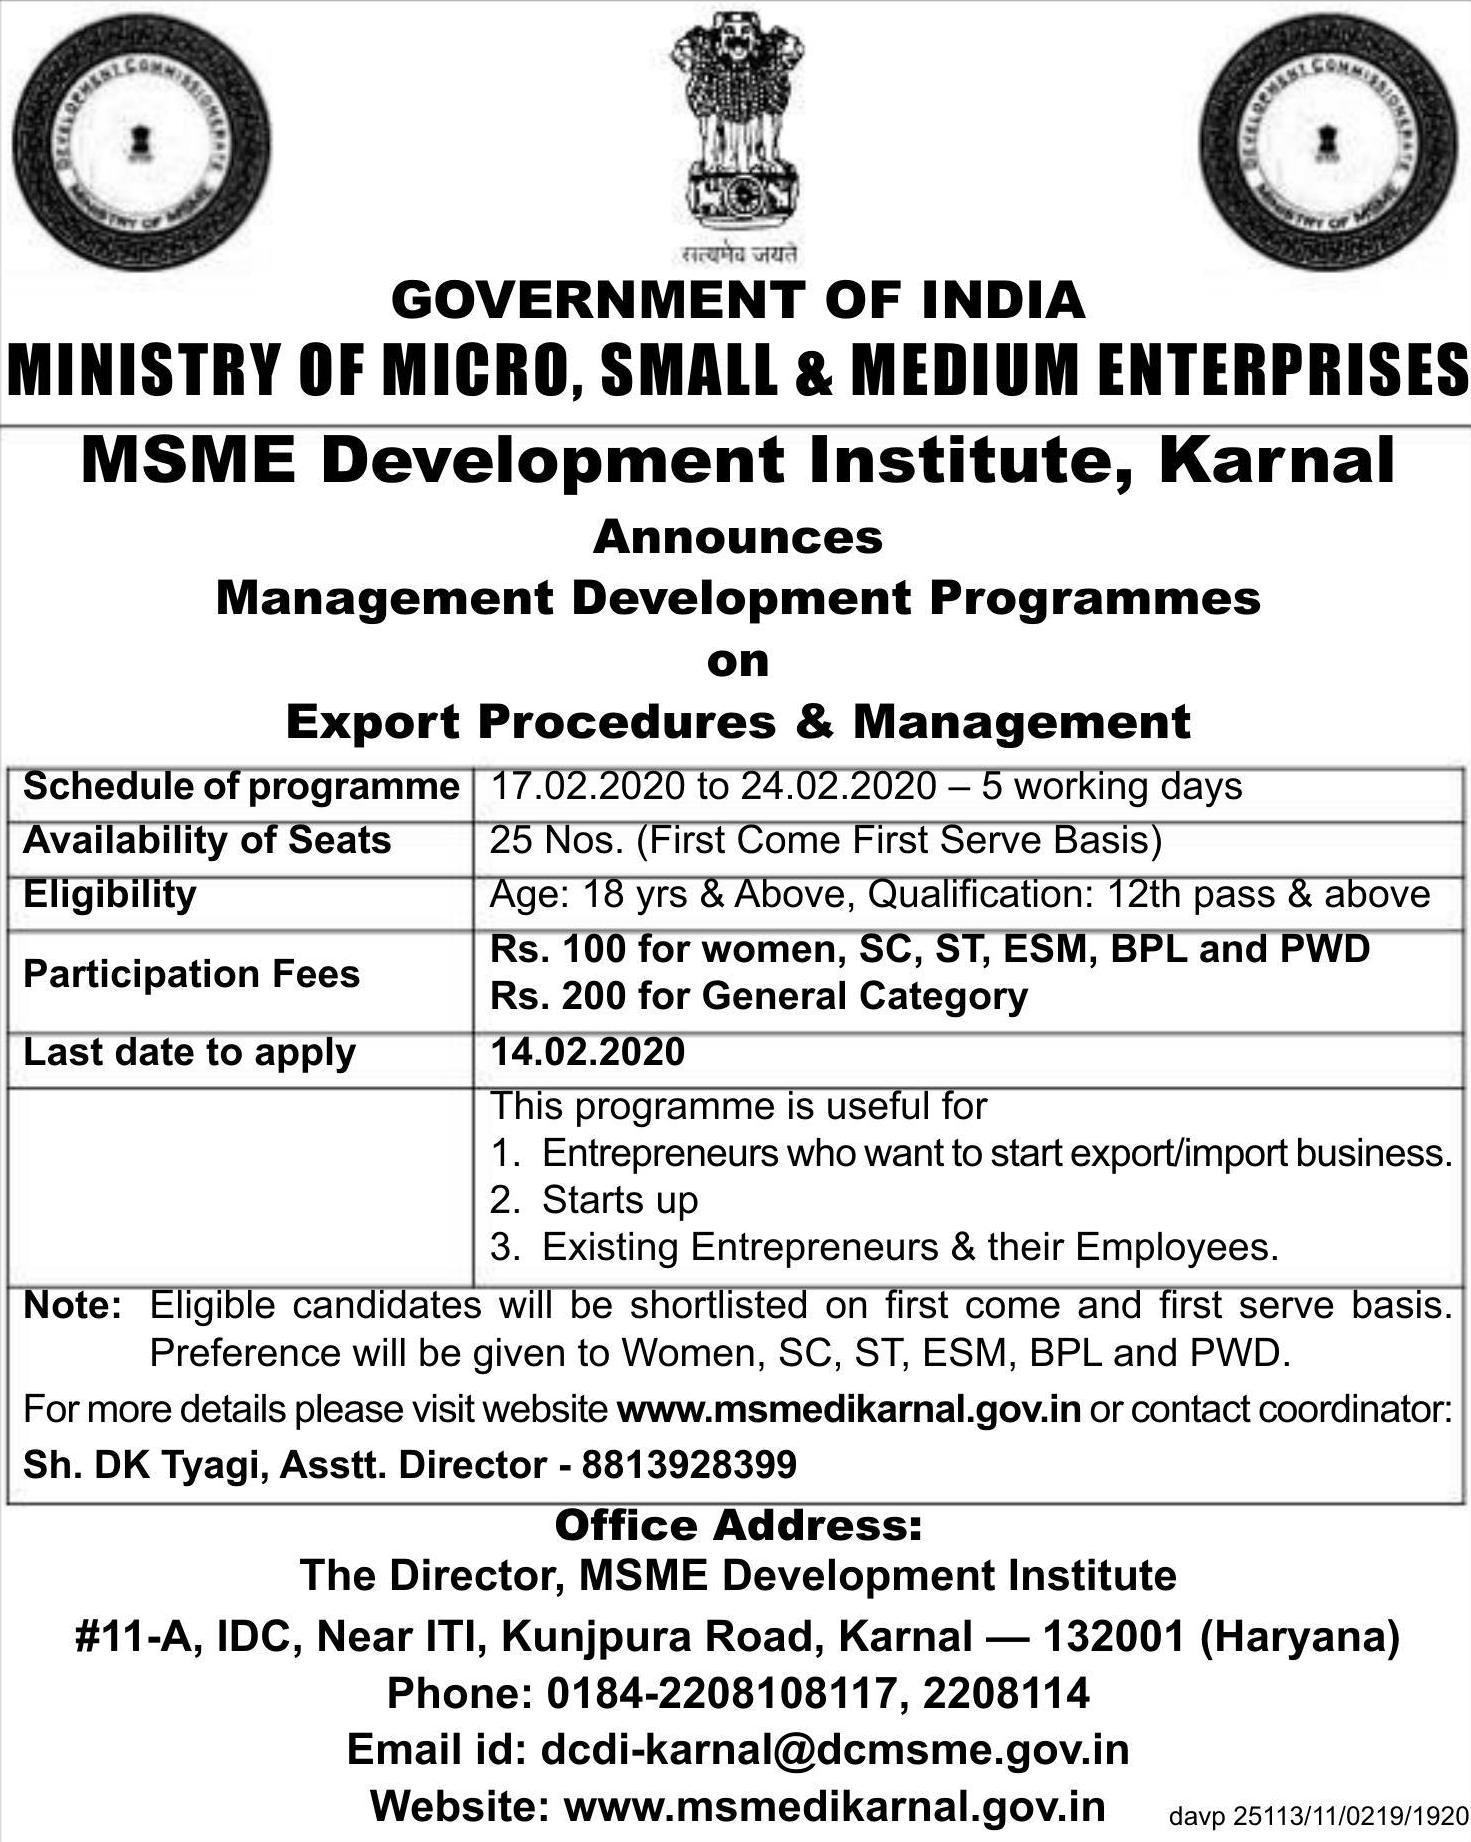 DEVELOPMENT COMMISSIONERATE
MINISTRY OF MSME
सत्यमेव जयते
DEVELOPMENT COMMISSIONERATE
MINISTRY OF MSME
GOVERNMENT OF INDIA
MINISTRY OF MICRO, SMALL & MEDIUM ENTERPRISES
MSME Development Institute, Karnal
Announces
Management Development Programmes
on
Export Procedures & Management
Schedule of programme 17.02.2020 to 24.02.2020 – 5 working days
Availability of Seats 25 Nos. (First Come First Serve Basis)
Eligibility Age: 18 yrs & Above, Qualification: 12th pass & above
Participation Fees Rs. 100 for women, SC, ST, ESM, BPL and PWD
Rs. 200 for General Category
Last date to apply 14.02.2020
This programme is useful for
1. Entrepreneurs who want to start export/import business.
2. Starts up
3. Existing Entrepreneurs & their Employees.
Note: Eligible candidates will be shortlisted on first come and first serve basis.
Preference will be given to Women, SC, ST, ESM, BPL and PWD.
For more details please visit website www.msmedikarnal.gov.in or contact coordinator:
Sh. DK Tyagi, Asstt. Director - 8813928399
Office Address:
The Director, MSME Development Institute
#11-A, IDC, Near ITI, Kunjpura Road, Karnal — 132001 (Haryana)
Phone: 0184-2208108117, 2208114
Email id: dcdi-karnal@dcmsme.gov.in
Website: www.msmedikarnal.gov.in
davp 25113/11/0219/1920